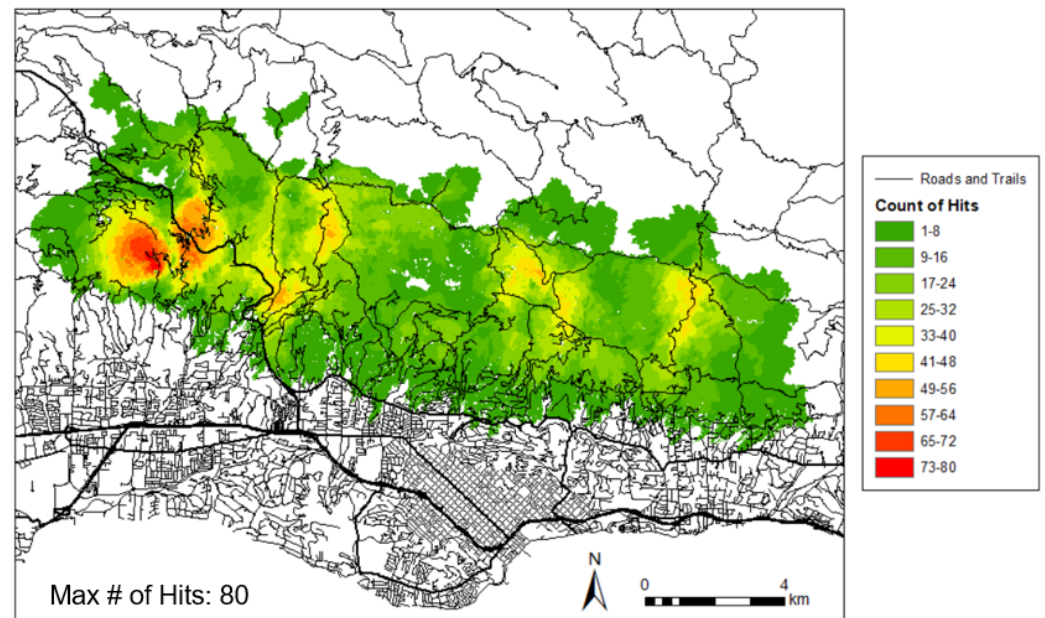 Roads and Trails
Count of Hits
1-8
9-16
17-24
25-32
33-40
41-48
49-56
57-64
65-72
73-80
Max # of Hits: 80
N
0 4
km